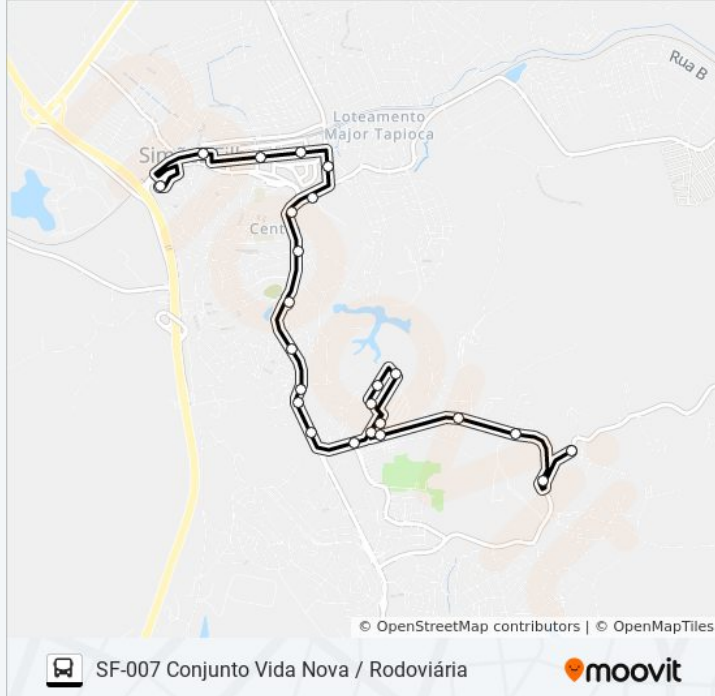 Rua B
Loteamento
Major Tapioca
Cent
© OpenStreetMap contributors | © OpenMapTiles
SF-007 Conjunto Vida Nova / Rodoviária
moovit